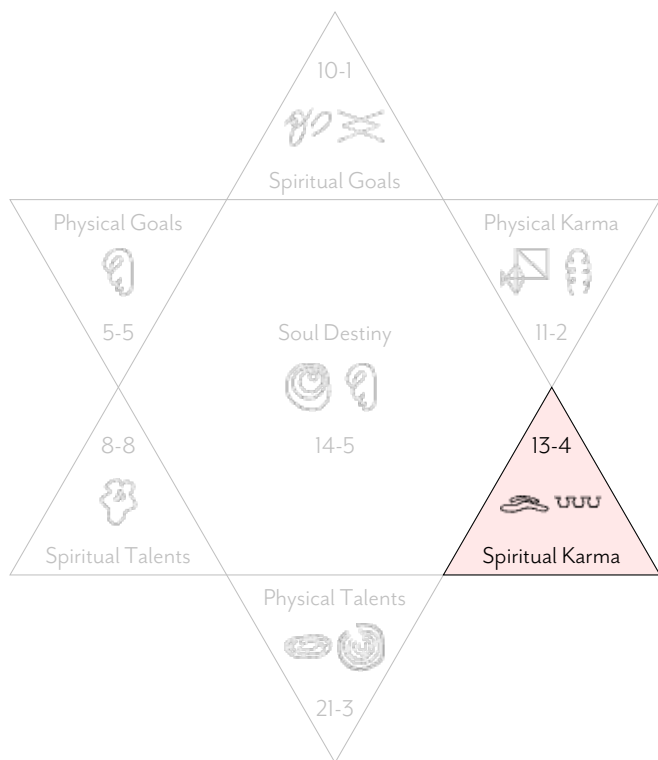 10-1
Spiritual Goals
Physical Goals
5-5
Physical Karma
11-2
Soul Destiny
14-5
8-8
Spiritual Talents
13-4
Spiritual Karma
Physical Talents
21-3